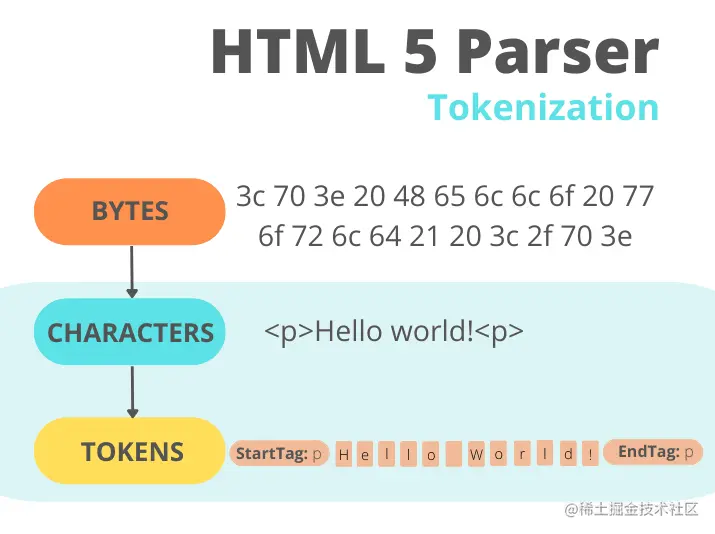 HTML 5 Parser
Tokenization
BYTES
3c 70 3e 20 48 65 6c 6c 6f 20 77
6f 72 6c 64 21 20 3c 2f 70 3e
CHARACTERS
<p>Hello world!<p>
TOKENS
StartTag: p H e l l o W o r l d ! EndTag: p
@稀土掘金技术社区